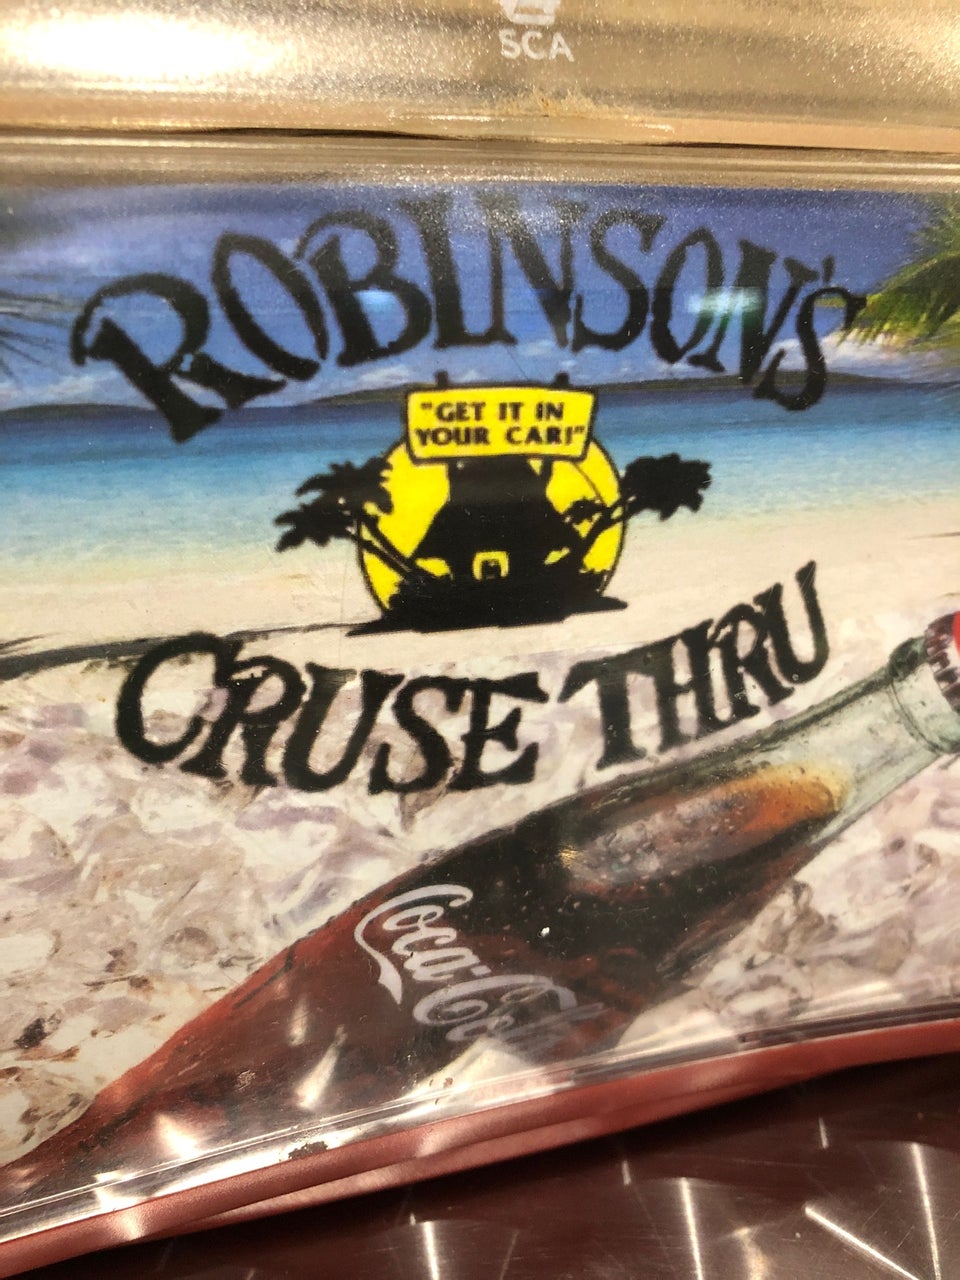 SCA
ROBINSON'S
"GET IT IN
YOUR CAR!"
CRUSE THRU
Coca-Cola